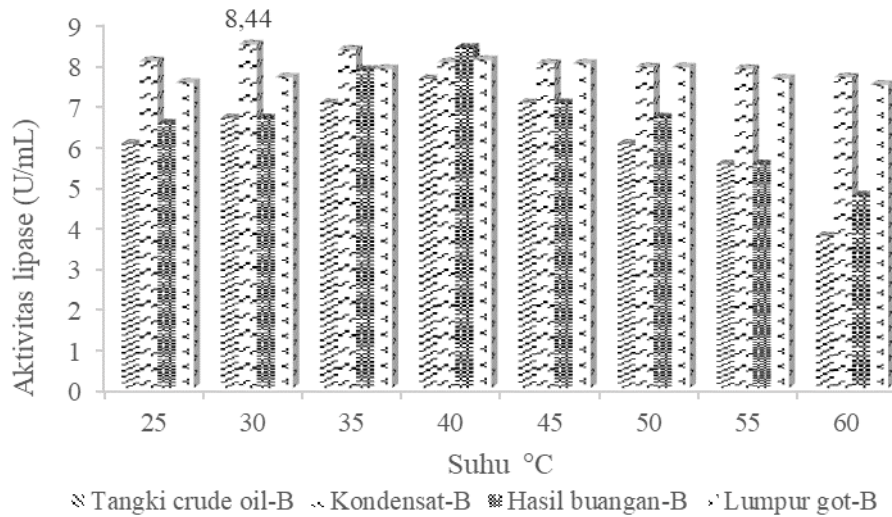 8,44
9
8
7
6
5
4
3
2
1
0
Aktivitas lipase (U/mL)
25 30 35 40 45 50 55 60
Suhu °C
Tangki crude oil-B Kondensat-B Hasil buangan-B Lumpur got-B